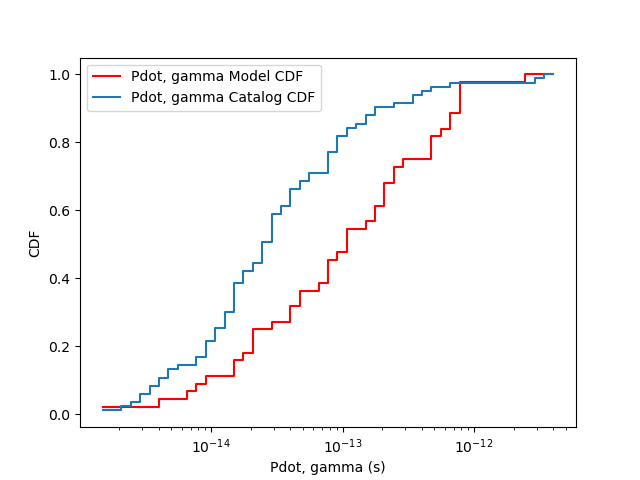 Pdot, gamma Model CDF
Pdot, gamma Catalog CDF
1.0
0.8
0.6
0.4
0.2
0.0
CDF
10⁻¹⁴
10⁻¹³
10⁻¹²
Pdot, gamma (s)